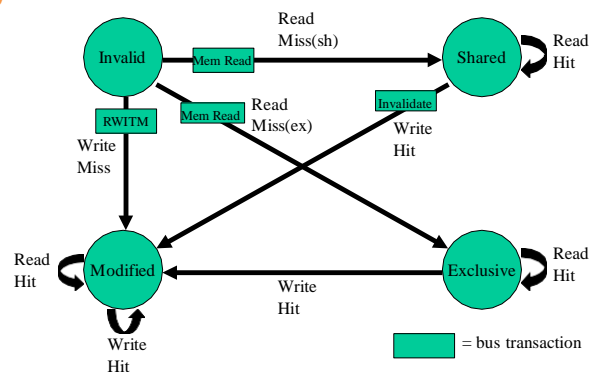 Read
Miss(sh)
Invalid
Mem Read
Shared
Read
Hit
RWITM
Mem Read
Read
Miss(ex)
Invalidate
Write
Miss
Write
Hit
Read
Hit
Modified
Write
Hit
Exclusive
Read
Hit
Write
Hit
= bus transaction